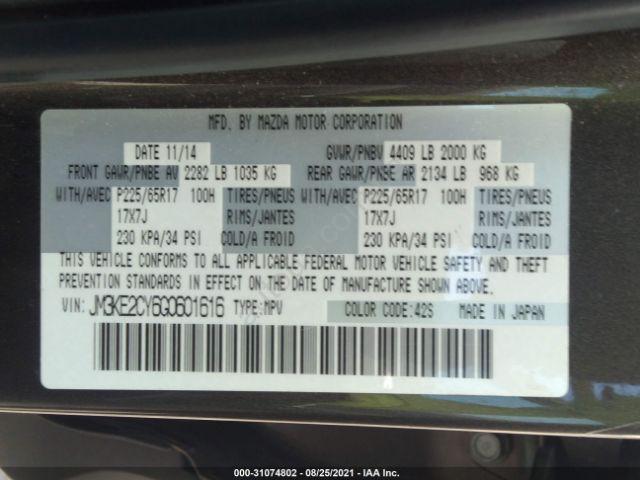 MFD. BY MAZDA MOTOR CORPORATION
DATE 11/14 GVWR/PNBV 4409 LB 2000 KG
FRONT GAWR/PNBE AV 2282 LB 1035 KG REAR GAWR/PNBE AR 2134 LB 968 KG
WITH/AVEC P225/65R17 100H TIRES/PNEUS WITH/AVEC P225/65R17 100H TIRES/PNEUS
17X7J RIMS/JANTES 17X7J RIMS/JANTES
230 KPA/34 PSI COLD/A FROID 230 KPA/34 PSI COLD/A FROID
THIS VEHICLE CONFORMS TO ALL APPLICABLE FEDERAL MOTOR VEHICLE SAFETY AND THEFT
PREVENTION STANDARDS IN EFFECT ON THE DATE OF MANUFACTURE SHOWN ABOVE.
VIN: JM3KE2CY6G0601616 TYPE:MPV COLOR CODE:42S MADE IN JAPAN
000-31074802 - 08/25/2021 - IAA Inc.